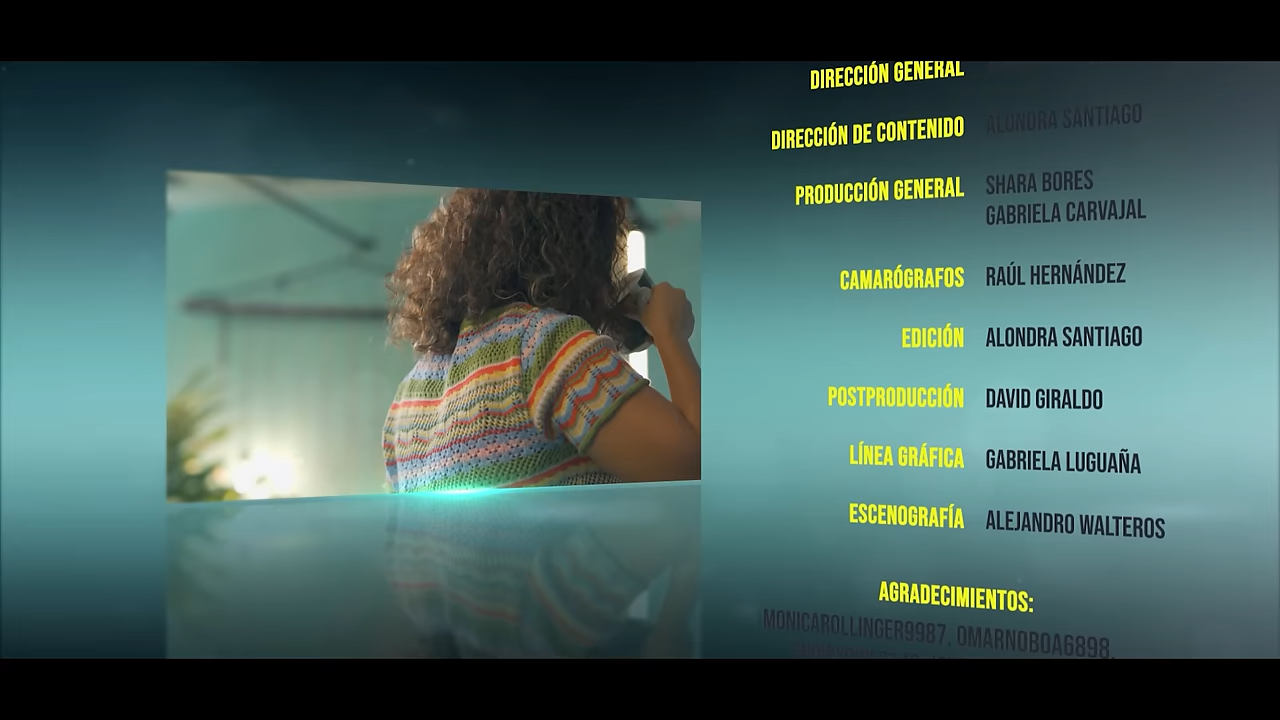 DIRECCIÓN GENERAL
DIRECCIÓN DE CONTENIDO ALONDRA SANTIAGO
PRODUCCIÓN GENERAL SHARA BORES
GABRIELA CARVAJAL
CAMARÓGRAFOS RAÚL HERNÁNDEZ
EDICIÓN ALONDRA SANTIAGO
POSTPRODUCCIÓN DAVID GIRALDO
LÍNEA GRÁFICA GABRIELA LUGUAÑA
ESCENOGRAFÍA ALEJANDRO WALTEROS
AGRADECIMIENTOS:
MONICAROLLINGER9987, OMARNOBOA6898,